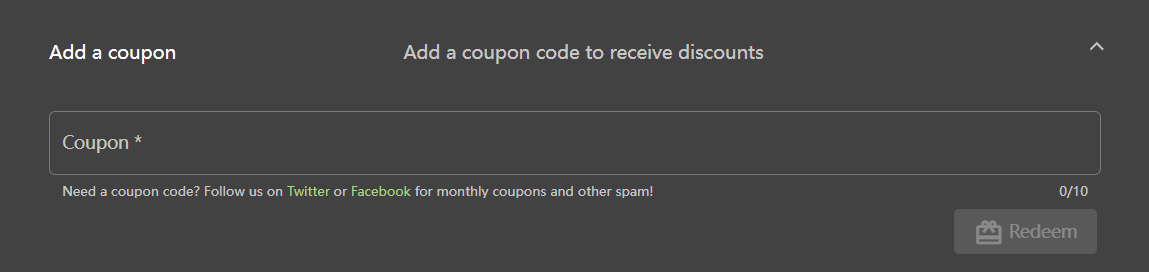 Add a coupon Add a coupon code to receive discounts
Coupon *
Need a coupon code? Follow us on Twitter or Facebook for monthly coupons and other spam! 0/10
Redeem